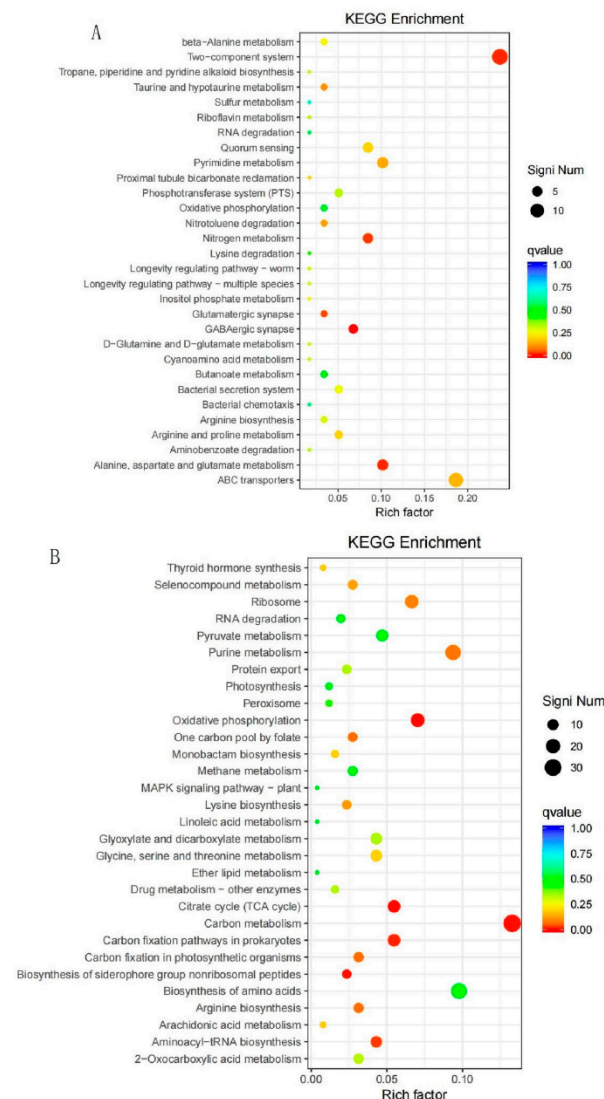 A
KEGG Enrichment
beta-Alanine metabolism
Two-component system
Tropane, piperidine and pyridine alkaloid biosynthesis
Taurine and hypotaurine metabolism
Sulfur metabolism
Riboflavin metabolism
RNA degradation
Quorum sensing
Pyrimidine metabolism
Proximal tubule bicarbonate reclamation
Phosphotransferase system (PTS)
Oxidative phosphorylation
Nitrotoluene degradation
Nitrogen metabolism
Lysine degradation
Longevity regulating pathway - worm
Longevity regulating pathway - multiple species
Inositol phosphate metabolism
Glutamatergic synapse
GABAergic synapse
D-Glutamine and D-glutamate metabolism
Cyanoamino acid metabolism
Butanoate metabolism
Bacterial secretion system
Bacterial chemotaxis
Arginine biosynthesis
Arginine and proline metabolism
Aminobenzoate degradation
Alanine, aspartate and glutamate metabolism
ABC transporters
0.05 0.10 0.15 0.20
Rich factor
Signi Num
5
10
qvalue
1.00
0.75
0.50
0.25
0.00
B
KEGG Enrichment
Thyroid hormone synthesis
Selenocompound metabolism
Ribosome
RNA degradation
Pyruvate metabolism
Purine metabolism
Protein export
Photosynthesis
Peroxisome
Oxidative phosphorylation
One carbon pool by folate
Monobactam biosynthesis
Methane metabolism
MAPK signaling pathway - plant
Lysine biosynthesis
Linoleic acid metabolism
Glyoxylate and dicarboxylate metabolism
Glycine, serine and threonine metabolism
Ether lipid metabolism
Drug metabolism - other enzymes
Citrate cycle (TCA cycle)
Carbon metabolism
Carbon fixation pathways in prokaryotes
Carbon fixation in photosynthetic organisms
Biosynthesis of siderophore group nonribosomal peptides
Biosynthesis of amino acids
Arginine biosynthesis
Arachidonic acid metabolism
Aminoacyl-tRNA biosynthesis
2-Oxocarboxylic acid metabolism
0.00 0.05 0.10
Rich factor
Signi Num
10
20
30
qvalue
1.00
0.75
0.50
0.25
0.00